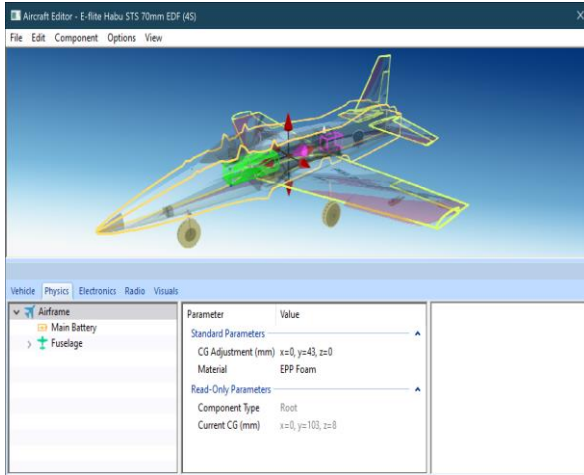 Aircraft Editor - E-flite Habu STS 70mm EDF (4S) X
File Edit Component Options View
Vehicle Physics Electronics Radio Visuals
Airframe
Main Battery
Fuselage
Parameter Value
Standard Parameters
CG Adjustment (mm) x=0, y=43, z=0
Material EPP Foam
Read-Only Parameters
Component Type Root
Current CG (mm) x=0, y=103, z=8